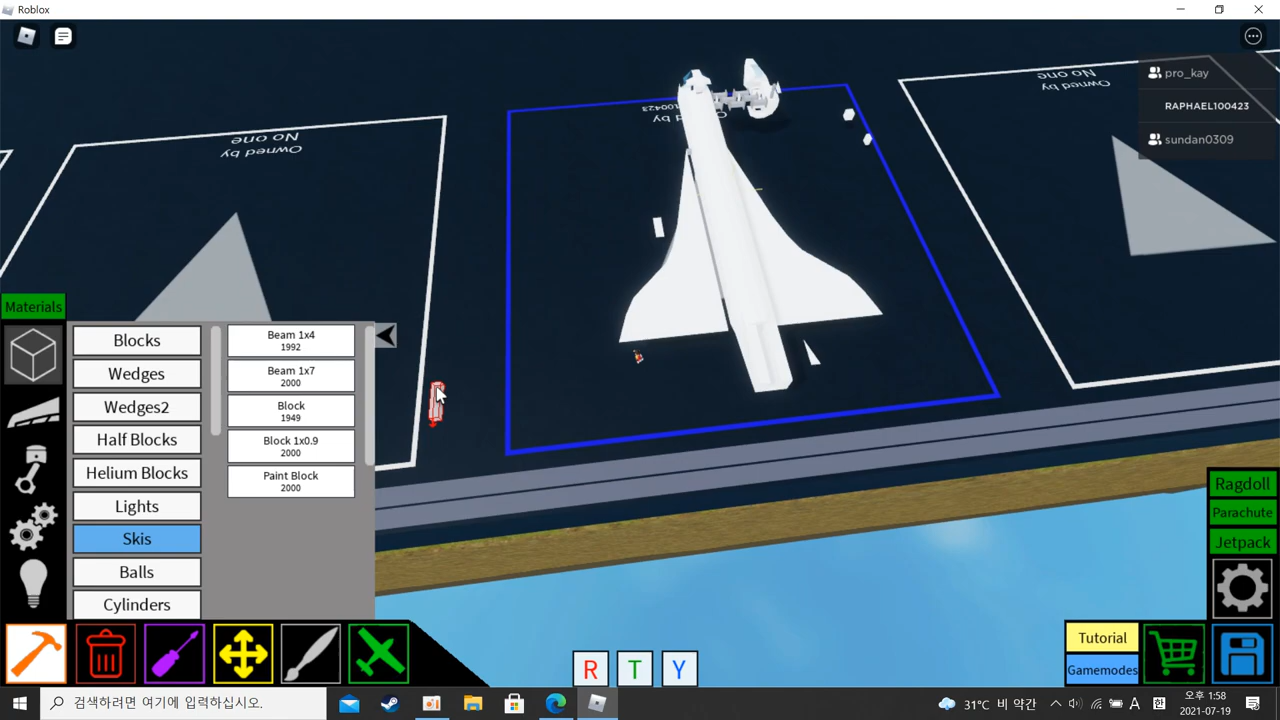 Roblox
pro_kay
RAPHAEL100423
sundan0309
No one
Owned by
100423
No one
Owned by
Materials
Blocks
Wedges
Wedges2
Half Blocks
Helium Blocks
Lights
Skis
Balls
Cylinders
Beam 1x4
1992
Beam 1x7
2000
Block
1949
Block 1x0.9
2000
Paint Block
2000
Ragdoll
Parachute
Jetpack
Tutorial
Gamemodes
R T Y
검색하려면 여기에 입력하십시오.
31°C 비 약간
A
한
오후 1:58
2021-07-19